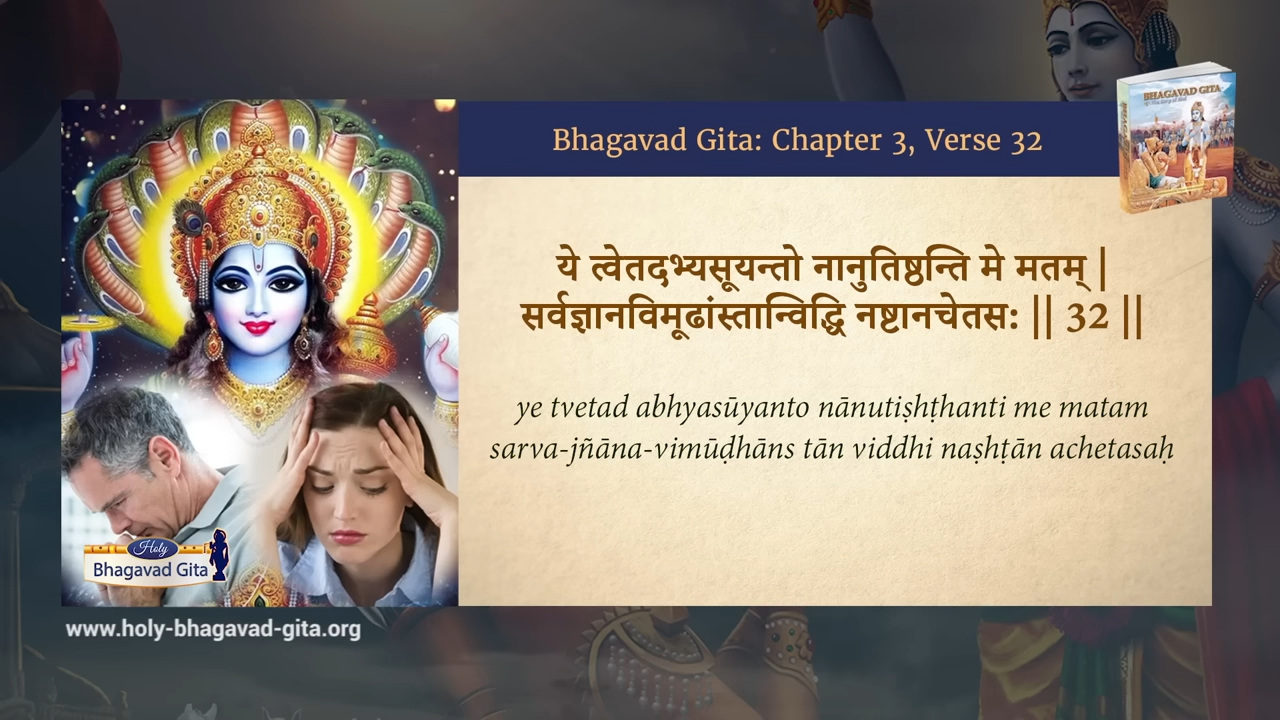 BHAGAVAD GITA
Bhagavad Gita: Chapter 3, Verse 32
ये त्वेतदभ्यसूयन्तो नानुतिष्ठन्ति मे मतम् |
सर्वज्ञानविमूढांस्तान्विद्धि नष्टानचेतस: || 32 ||
ye tvetad abhyasūyanto nānutiṣhṭhanti me matam
sarva-jñāna-vimūḍhāns tān viddhi naṣhṭān achetasaḥ
Holy
Bhagavad Gita
www.holy-bhagavad-gita.org